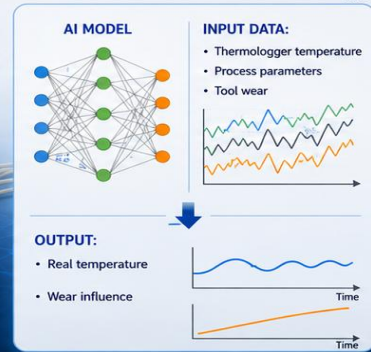 AI MODEL
INPUT DATA:
• Thermologger temperature
• Process parameters
• Tool wear
OUTPUT:
• Real temperature
• Wear influence
Time
Time